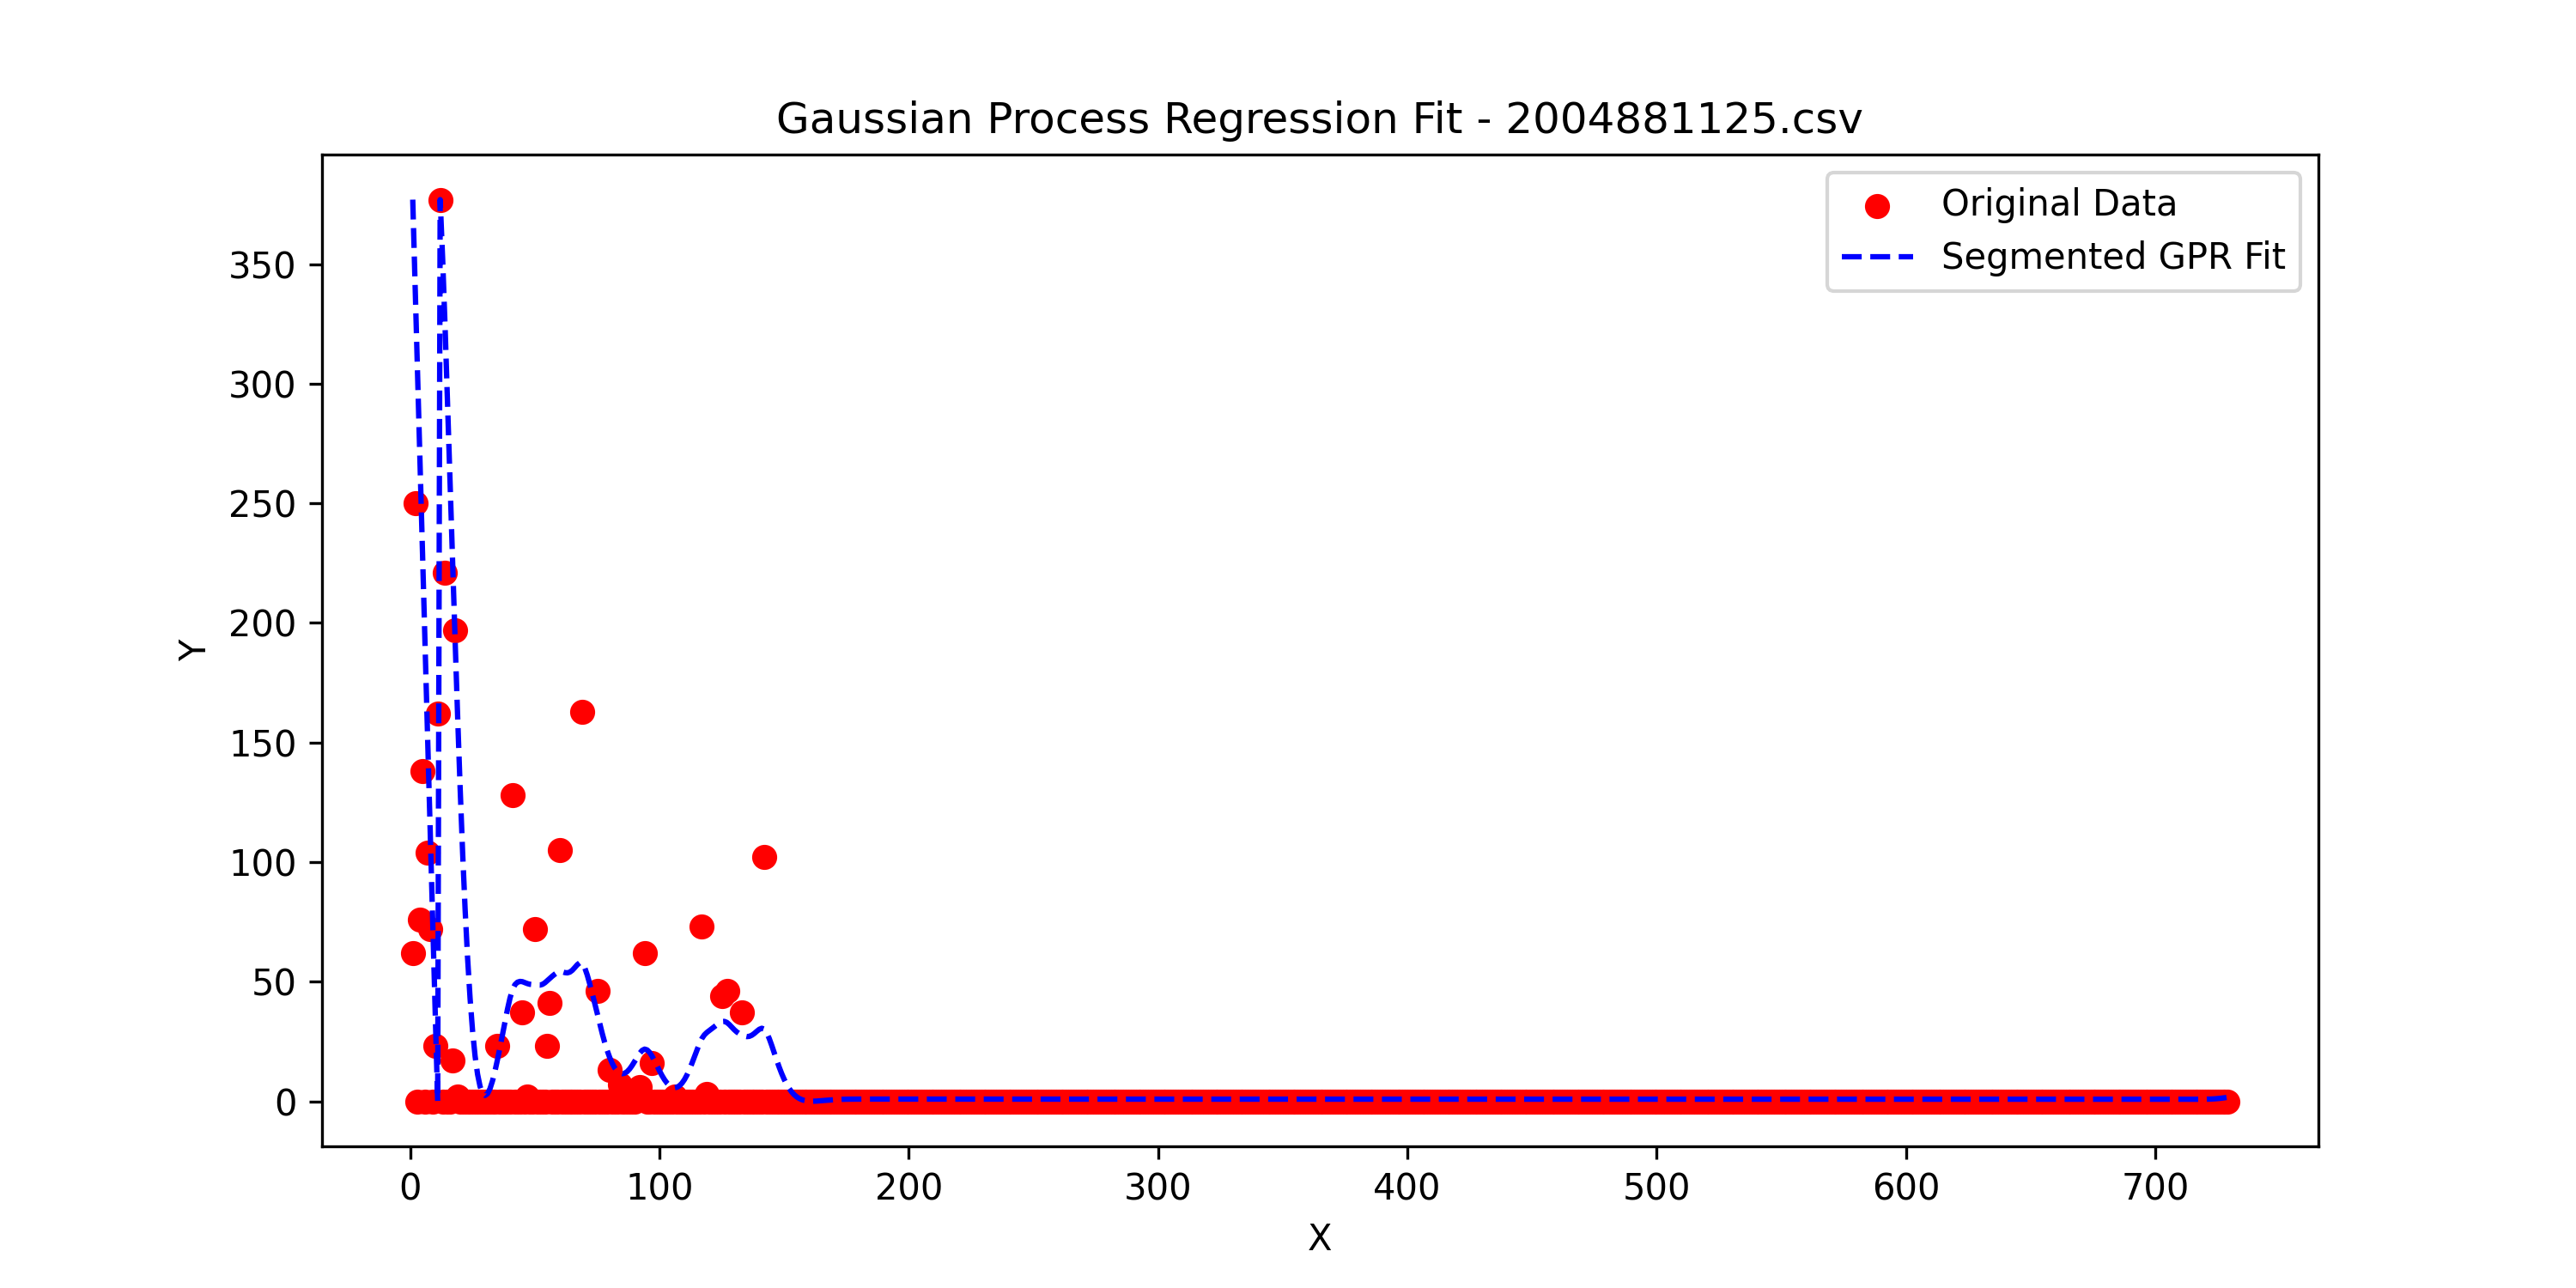 Gaussian Process Regression Fit - 2004881125.csv
Original Data
Segmented GPR Fit
350
300
250
200
150
100
50
0
Y
0 100 200 300 400 500 600 700
X